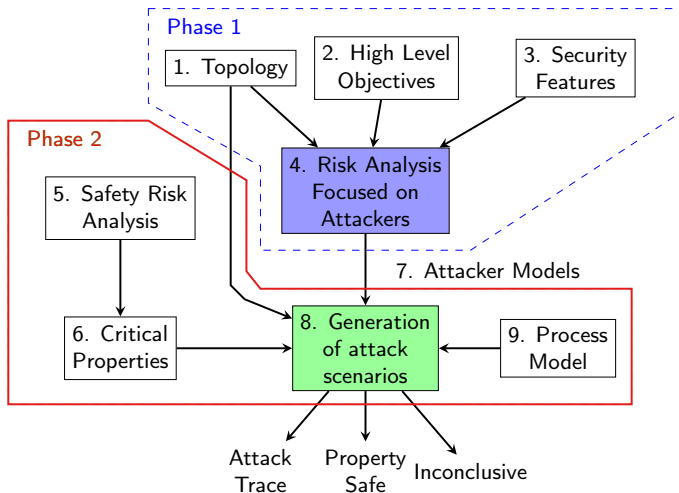 Phase 1
1. Topology
2. High Level
Objectives
3. Security
Features
Phase 2
4. Risk Analysis
Focused on
Attackers
5. Safety Risk
Analysis
7. Attacker Models
6. Critical
Properties
8. Generation
of attack
scenarios
9. Process
Model
Attack
Trace
Property
Safe
Inconclusive